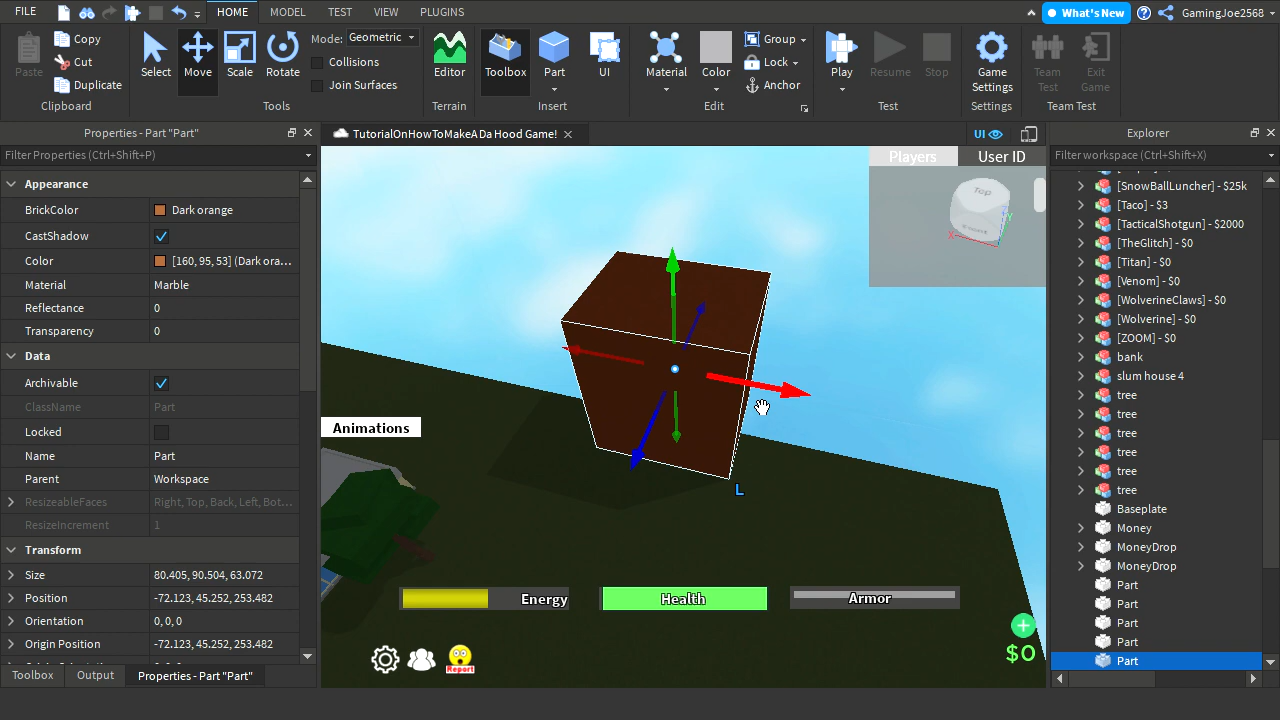 FILE HOME MODEL TEST VIEW PLUGINS What's New GamingJoe2568
Paste Copy Cut Duplicate Clipboard
Select Move Scale Rotate Mode: Geometric Collisions Join Surfaces Tools
Editor Terrain
Toolbox Part UI Insert
Material Color Group Lock Anchor Edit
Play Resume Stop Test
Game Settings Settings
Team Test Exit Game Team Test
Properties - Part "Part"
Filter Properties (Ctrl+Shift+P)
Appearance
BrickColor Dark orange
CastShadow
Color [160, 95, 53] (Dark ora...
Material Marble
Reflectance 0
Transparency 0
Data
Archivable
ClassName Part
Locked
Name Part
Parent Workspace
ResizeableFaces Right, Top, Back, Left, Bot...
ResizeIncrement 1
Transform
Size 80.405, 90.504, 63.072
Position -72.123, 45.252, 253.482
Orientation 0, 0, 0
Origin Position -72.123, 45.252, 253.482
Toolbox Output Properties - Part "Part"
TutorialOnHowToMakeADa Hood Game!
UI
Players User ID
Top
X Y
Animations
L
Energy Health Armor
Report
$0
Explorer
Filter workspace (Ctrl+Shift+X)
[SnowBallLuncher] - $25k
[Taco] - $3
[TacticalShotgun] - $2000
[TheGlitch] - $0
[Titan] - $0
[Venom] - $0
[WolverineClaws] - $0
[Wolverine] - $0
[ZOOM] - $0
bank
slum house 4
tree
tree
tree
tree
tree
tree
Baseplate
Money
MoneyDrop
MoneyDrop
Part
Part
Part
Part
Part